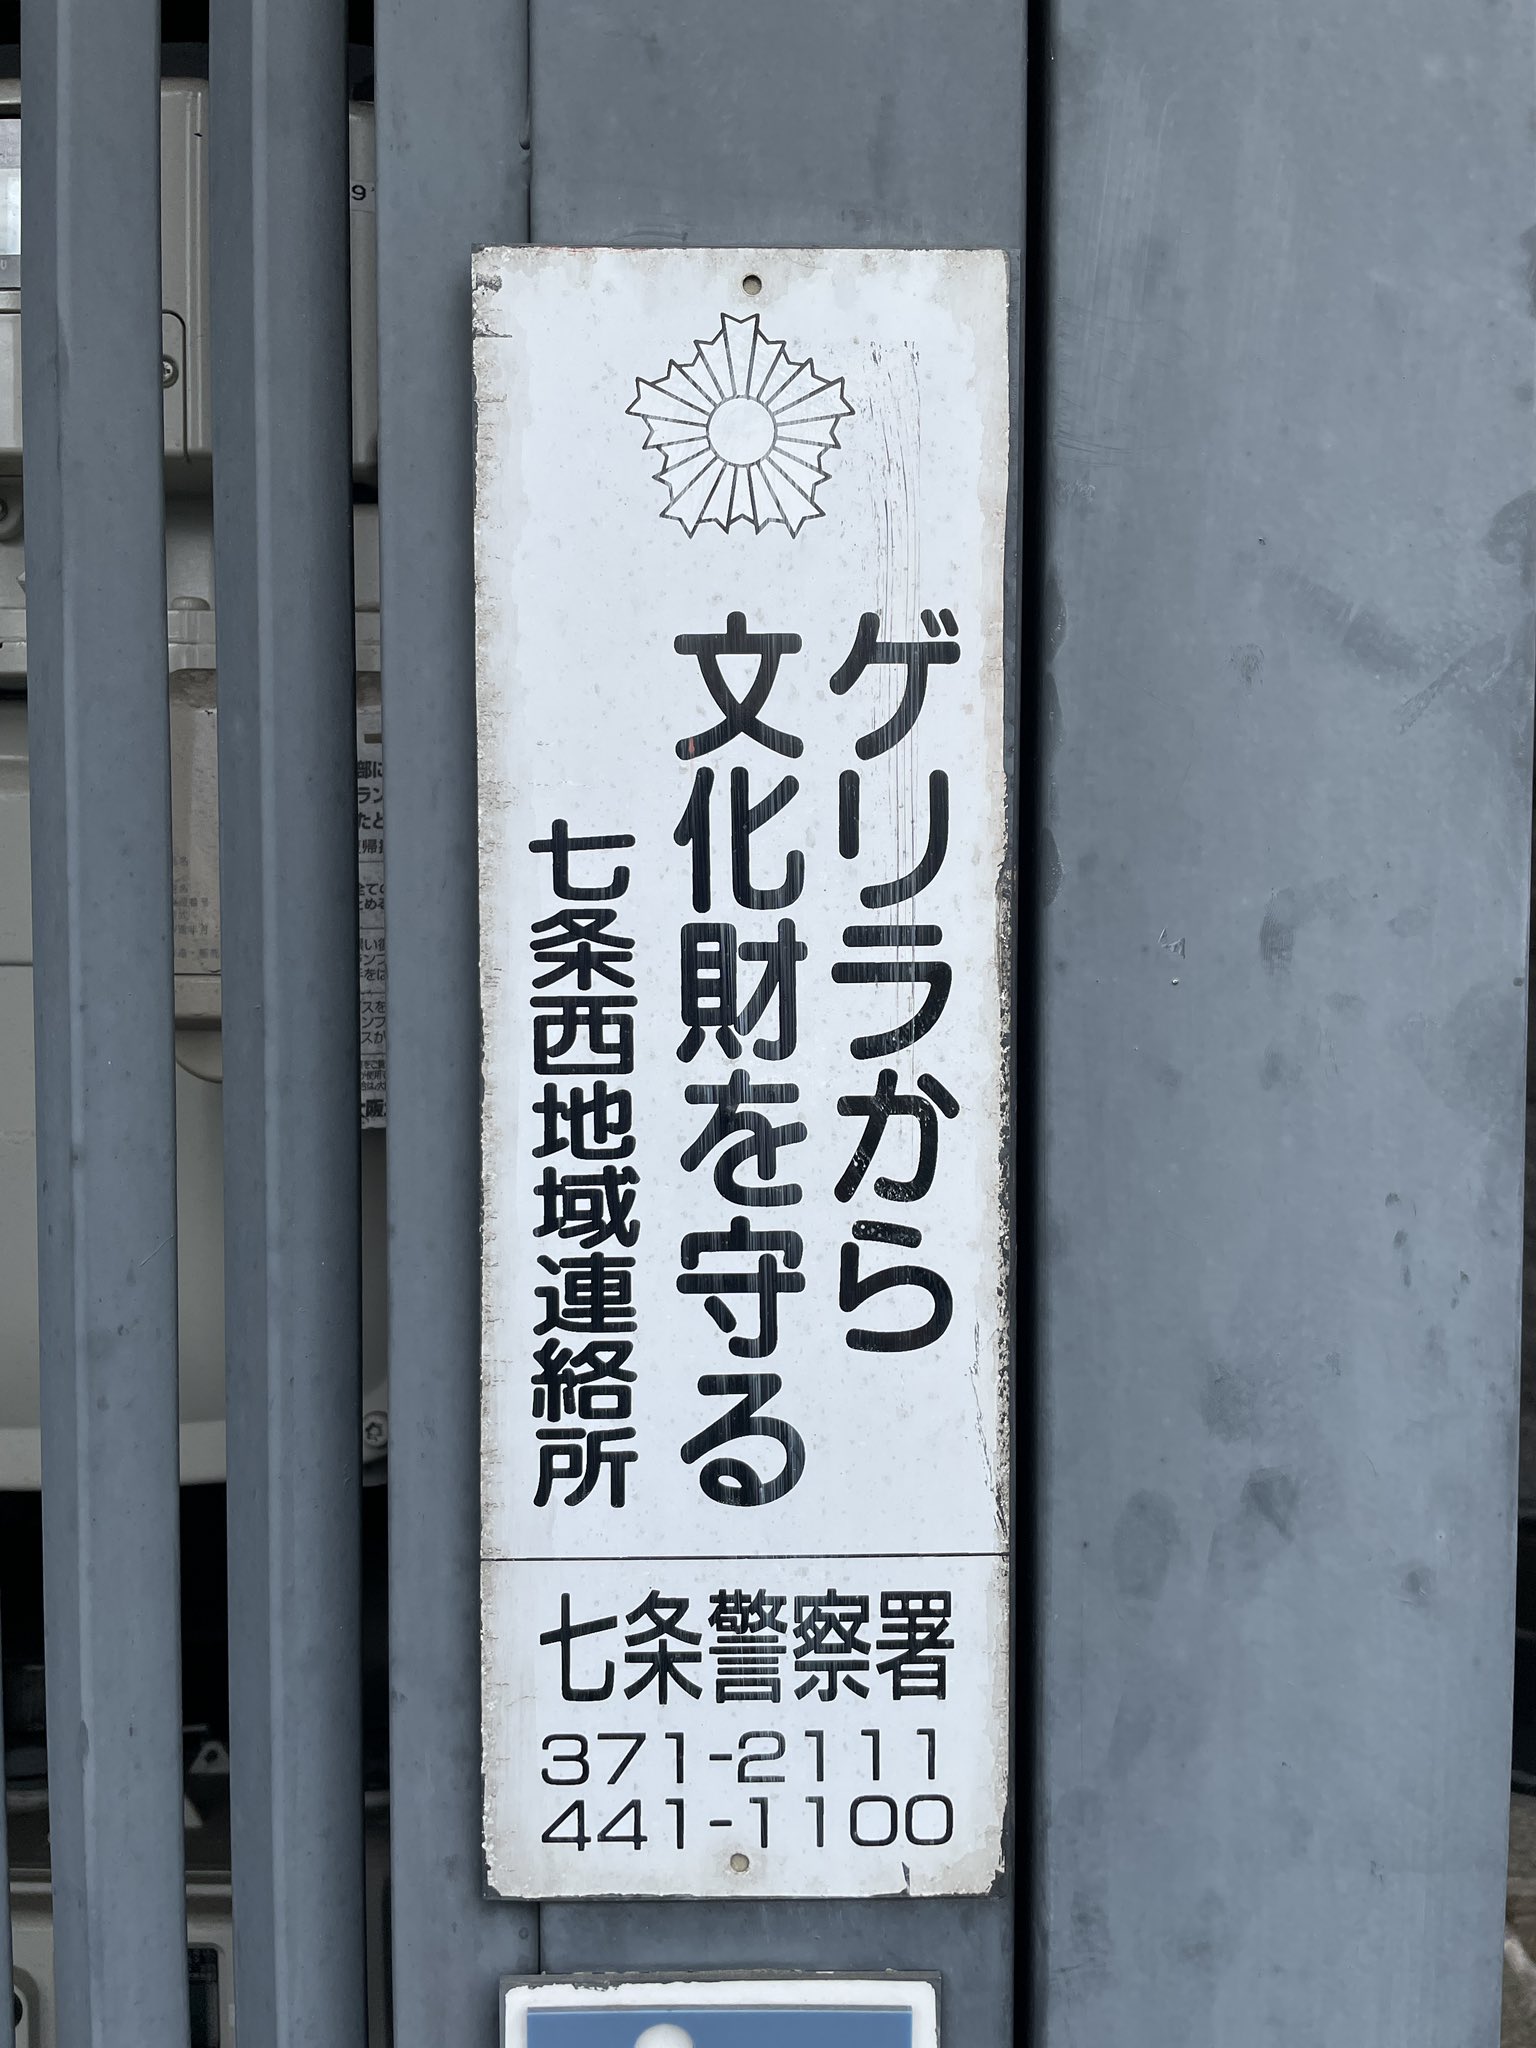 ゲリラから
文化財を守る
七条西地域連絡所
七条警察署
371-2111
441-1100